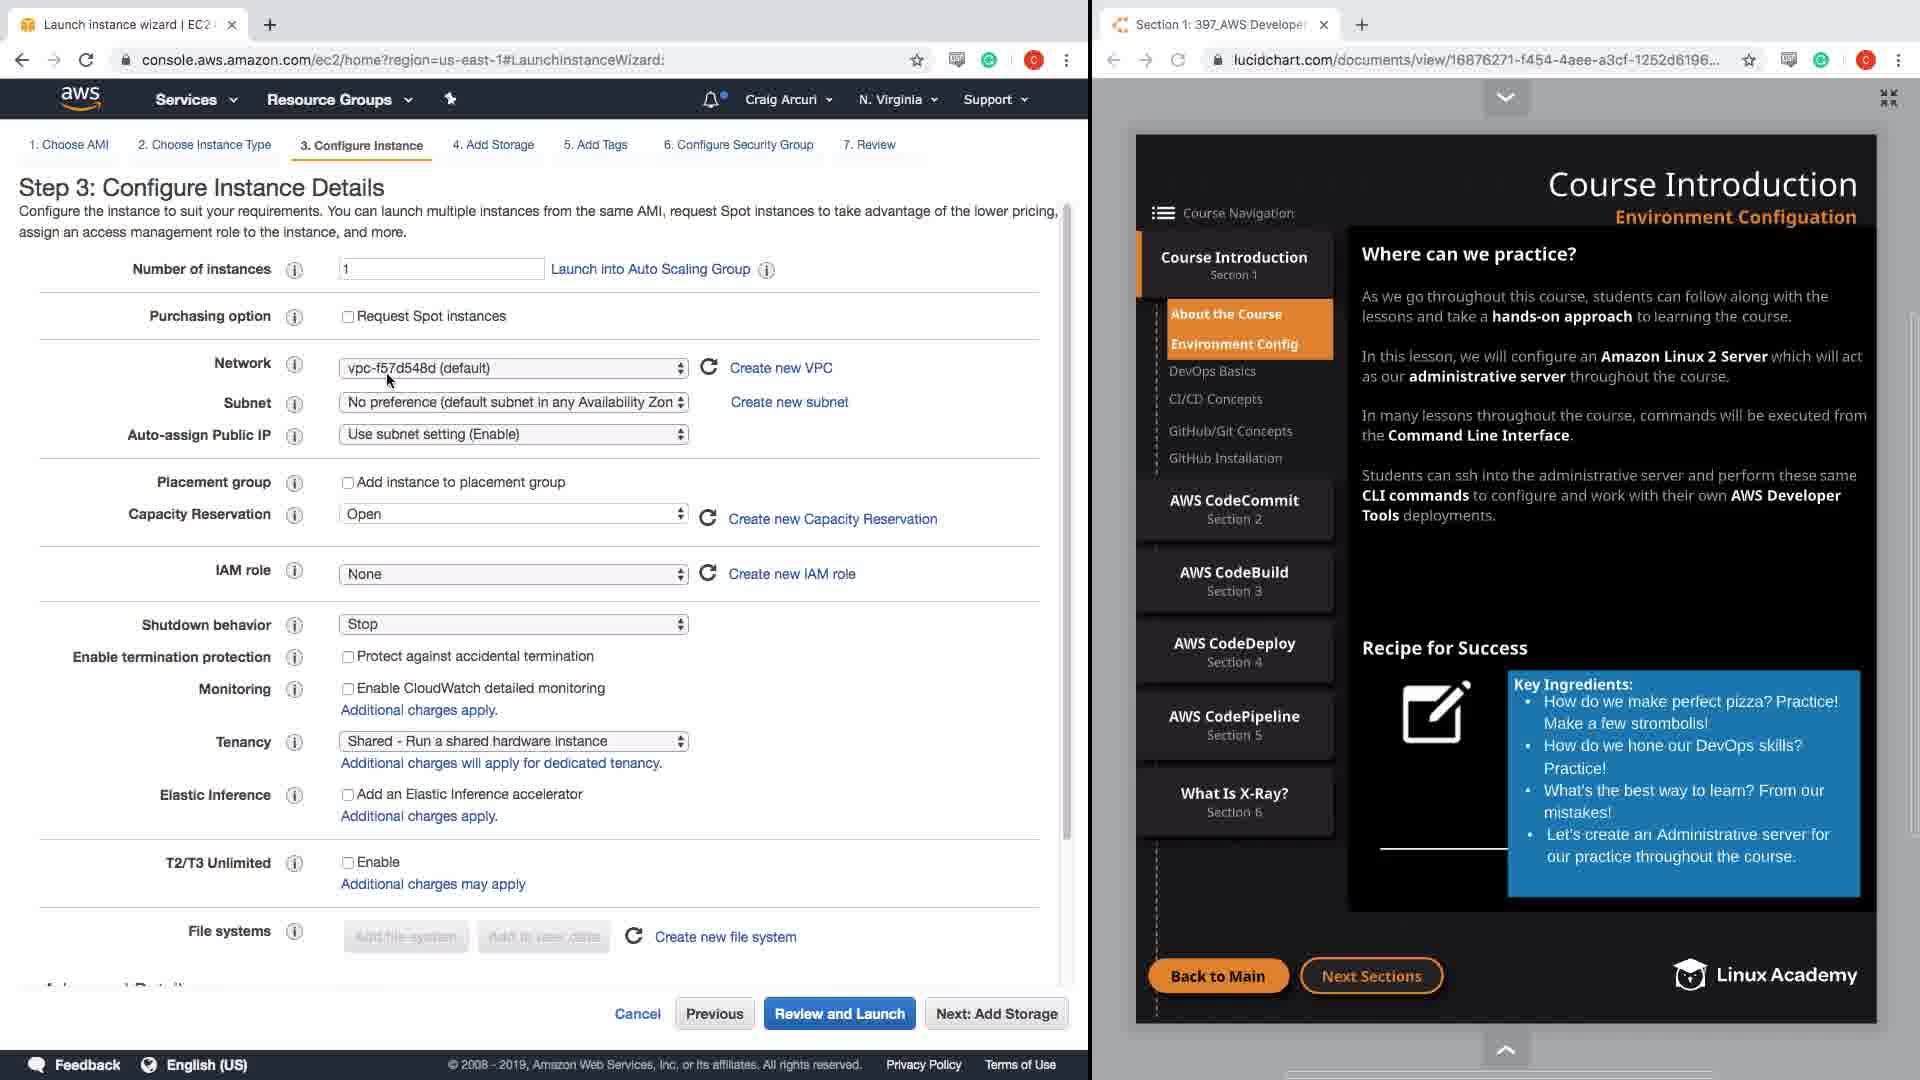 Launch instance wizard | EC2
console.aws.amazon.com/ec2/home?region=us-east-1#LaunchInstanceWizard:
C
aws
Services
Resource Groups
Craig Arcuri
N. Virginia
Support
1. Choose AMI
2. Choose Instance Type
3. Configure Instance
4. Add Storage
5. Add Tags
6. Configure Security Group
7. Review
Step 3: Configure Instance Details
Configure the instance to suit your requirements. You can launch multiple instances from the same AMI, request Spot instances to take advantage of the lower pricing,
assign an access management role to the instance, and more.
Number of instances
1
Launch into Auto Scaling Group
Purchasing option
Request Spot instances
Network
vpc-f57d548d (default)
Create new VPC
Subnet
No preference (default subnet in any Availability Zon
Create new subnet
Auto-assign Public IP
Use subnet setting (Enable)
Placement group
Add instance to placement group
Capacity Reservation
Open
Create new Capacity Reservation
IAM role
None
Create new IAM role
Shutdown behavior
Stop
Enable termination protection
Protect against accidental termination
Monitoring
Enable CloudWatch detailed monitoring
Additional charges apply.
Tenancy
Shared - Run a shared hardware instance
Additional charges will apply for dedicated tenancy.
Elastic Inference
Add an Elastic Inference accelerator
Additional charges apply.
T2/T3 Unlimited
Enable
Additional charges may apply
File systems
Add file system
Add to user data
Create new file system
Cancel
Previous
Review and Launch
Next: Add Storage
Feedback
English (US)
© 2008 - 2019, Amazon Web Services, Inc. or its affiliates. All rights reserved.
Privacy Policy
Terms of Use
Section 1: 397_AWS Developer
lucidchart.com/documents/view/16876271-f454-4aee-a3cf-1252d6196...
C
Course Introduction
Environment Configuation
Course Navigation
Course Introduction
Section 1
About the Course
Environment Config
DevOps Basics
CI/CD Concepts
GitHub/Git Concepts
GitHub Installation
AWS CodeCommit
Section 2
AWS CodeBuild
Section 3
AWS CodeDeploy
Section 4
AWS CodePipeline
Section 5
What Is X-Ray?
Section 6
Where can we practice?
As we go throughout this course, students can follow along with the
lessons and take a hands-on approach to learning the course.
In this lesson, we will configure an Amazon Linux 2 Server which will act
as our administrative server throughout the course.
In many lessons throughout the course, commands will be executed from
the Command Line Interface.
Students can ssh into the administrative server and perform these same
CLI commands to configure and work with their own AWS Developer
Tools deployments.
Recipe for Success
Key Ingredients:
• How do we make perfect pizza? Practice!
Make a few strombolis!
• How do we hone our DevOps skills?
Practice!
• What's the best way to learn? From our
mistakes!
• Let's create an Administrative server for
our practice throughout the course.
Back to Main
Next Sections
Linux Academy